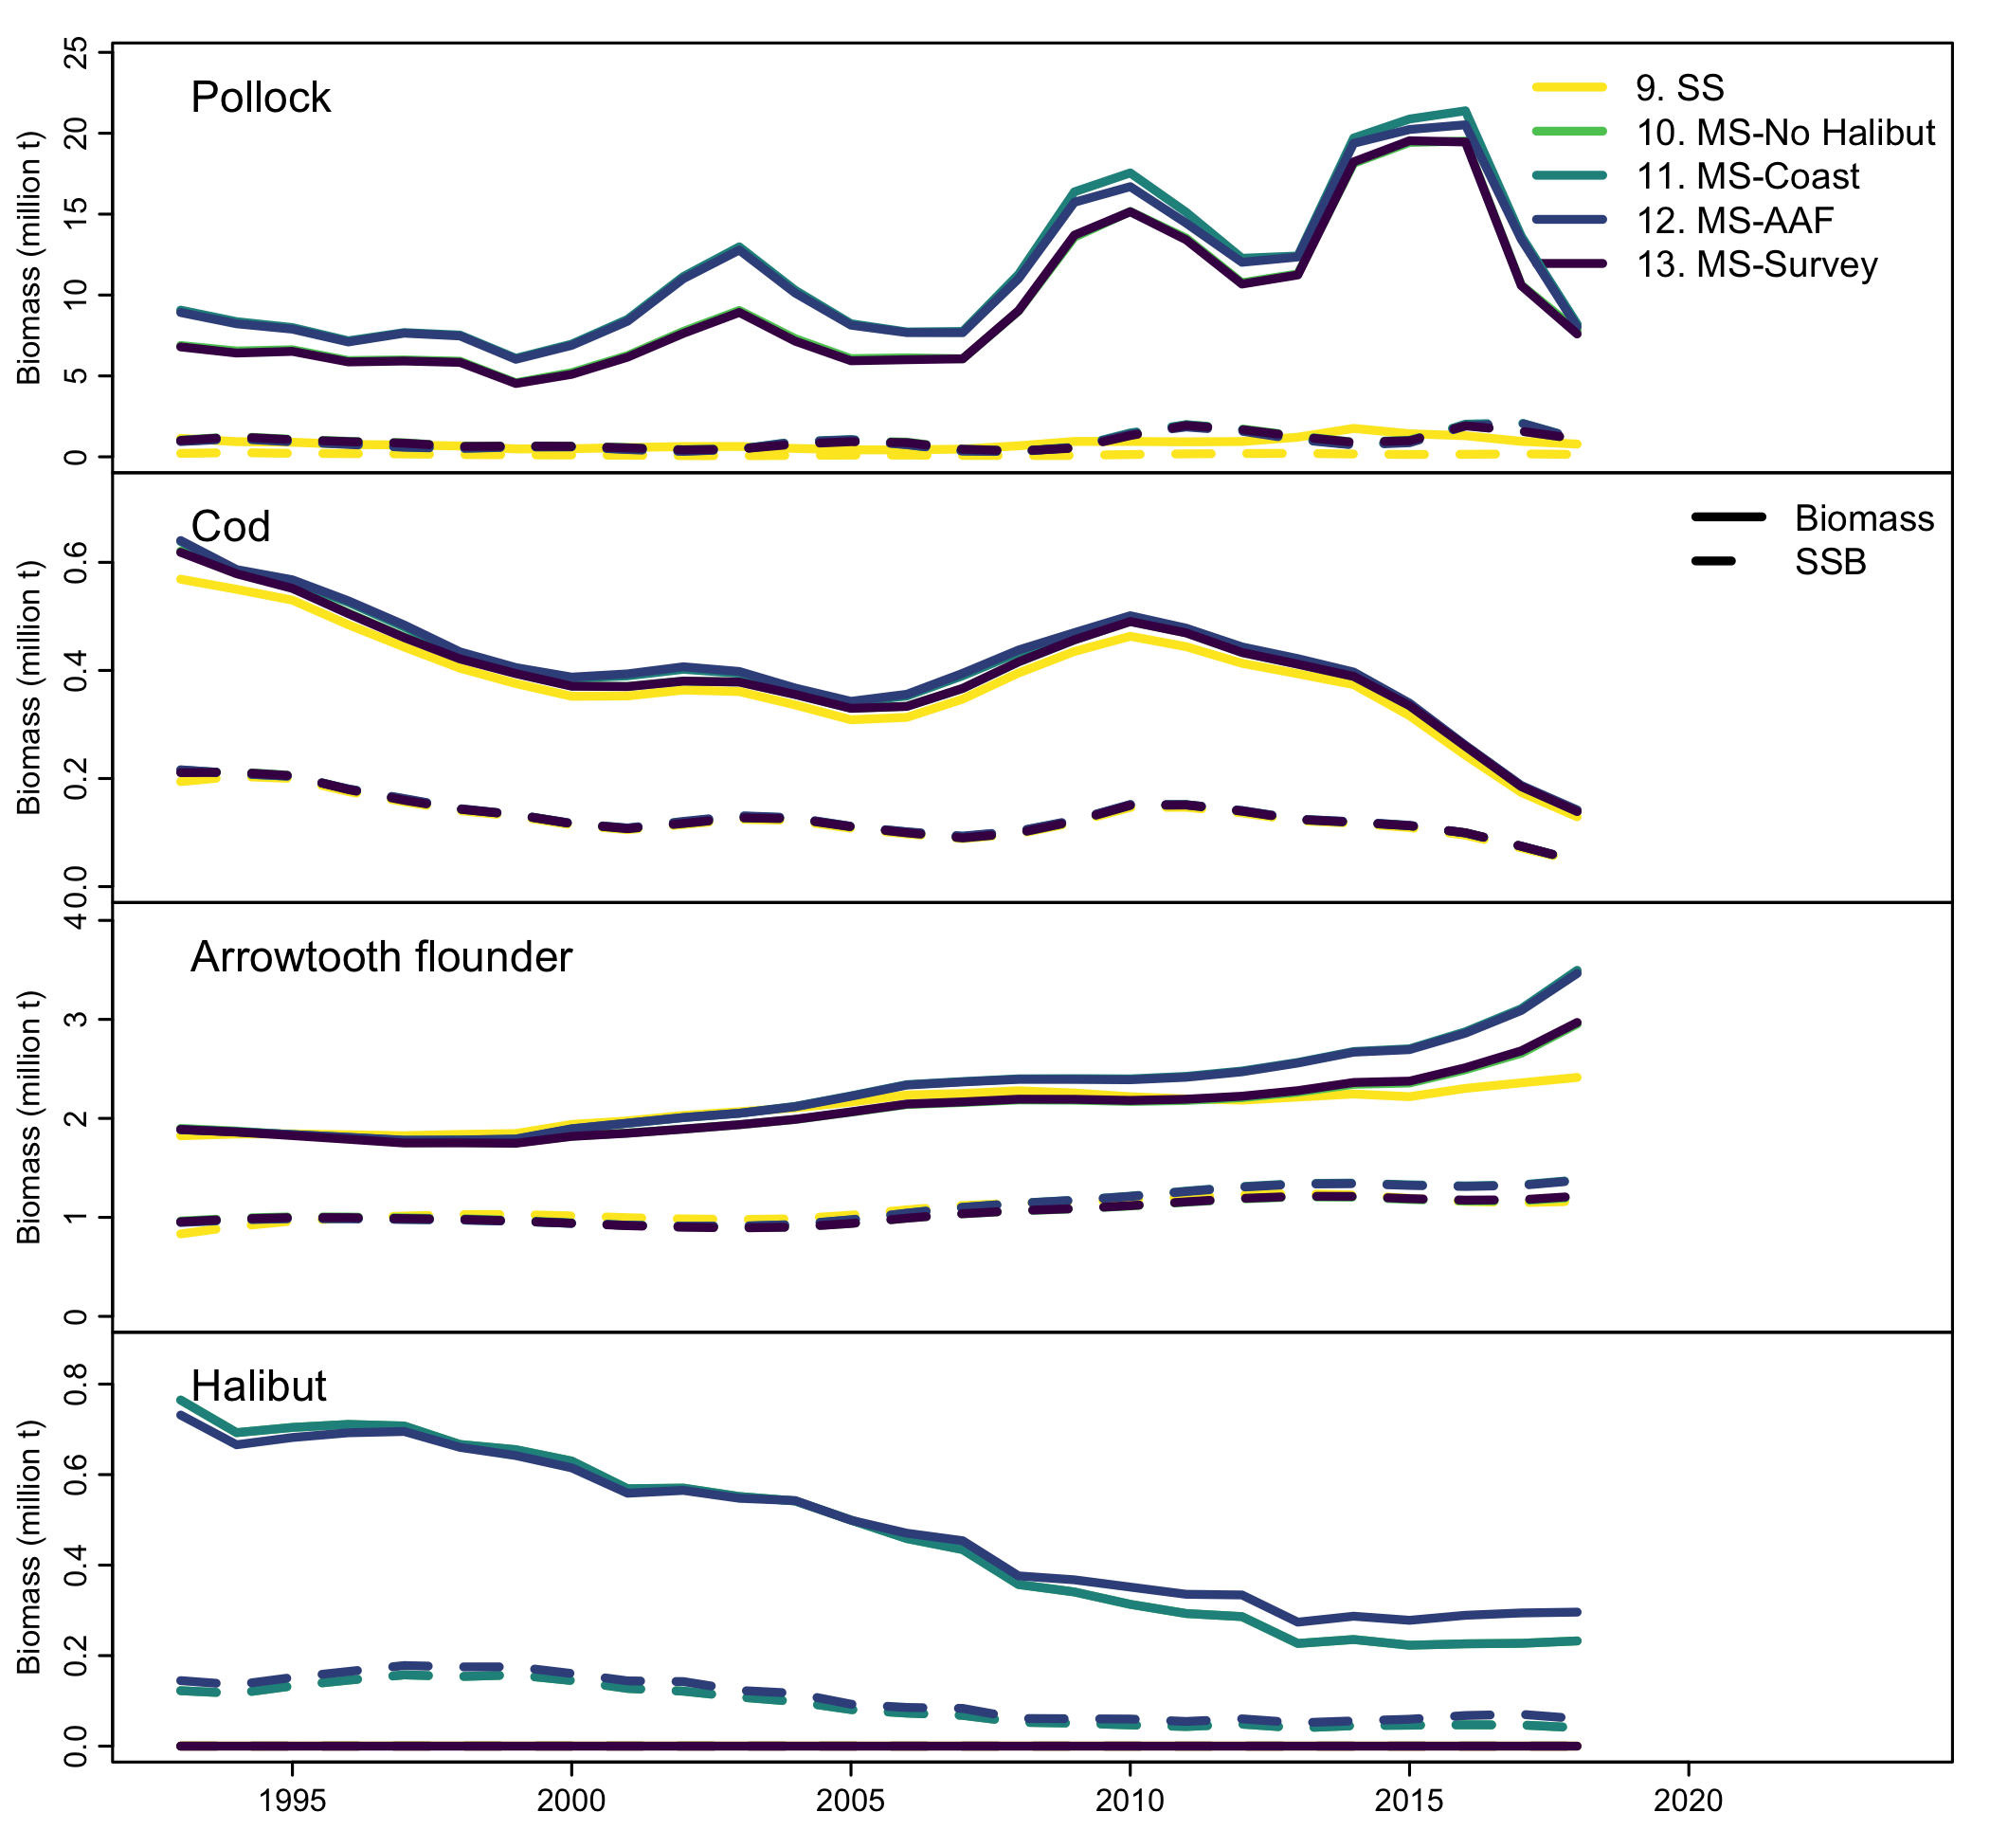 Pollock
Biomass (million t)
25
20
15
10
5
0
9. SS
10. MS-No Halibut
11. MS-Coast
12. MS-AAF
13. MS-Survey
Cod
Biomass (million t)
0.6
0.4
0.2
0.0
Biomass
SSB
Arrowtooth flounder
Biomass (million t)
4
3
2
1
0
Halibut
Biomass (million t)
0.8
0.6
0.4
0.2
0.0
1995 2000 2005 2010 2015 2020